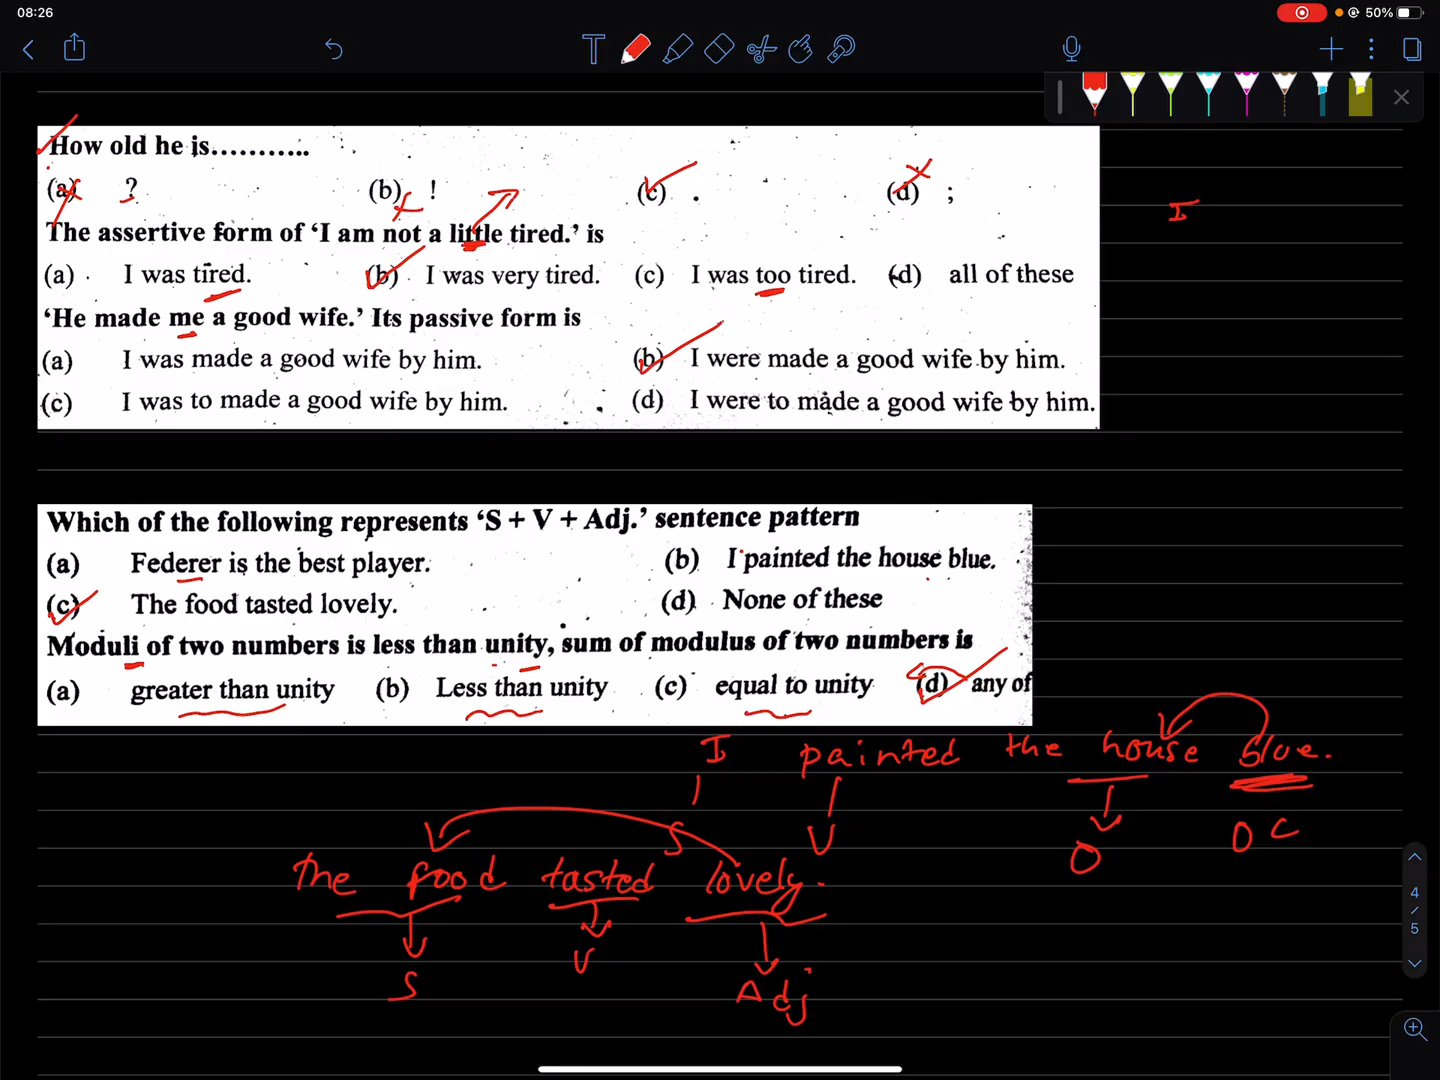 08:26
50%
How old he is...........
(a) ?
(b) !
(c) .
(d) ;
I
The assertive form of ‘I am not a little tired.’ is
(a) I was tired.
(b) I was very tired.
(c) I was too tired.
(d) all of these
‘He made me a good wife.’ Its passive form is
(a) I was made a good wife by him.
(b) I were made a good wife by him.
(c) I was to made a good wife by him.
(d) I were to made a good wife by him.
Which of the following represents ‘S + V + Adj.’ sentence pattern
(a) Federer is the best player.
(b) I painted the house blue.
(c) The food tasted lovely.
(d) None of these
Moduli of two numbers is less than unity, sum of modulus of two numbers is
(a) greater than unity
(b) Less than unity
(c) equal to unity
(d) any of
I painted the house blue.
S V O OC
The food tasted lovely.
S V Adj
4
/
5